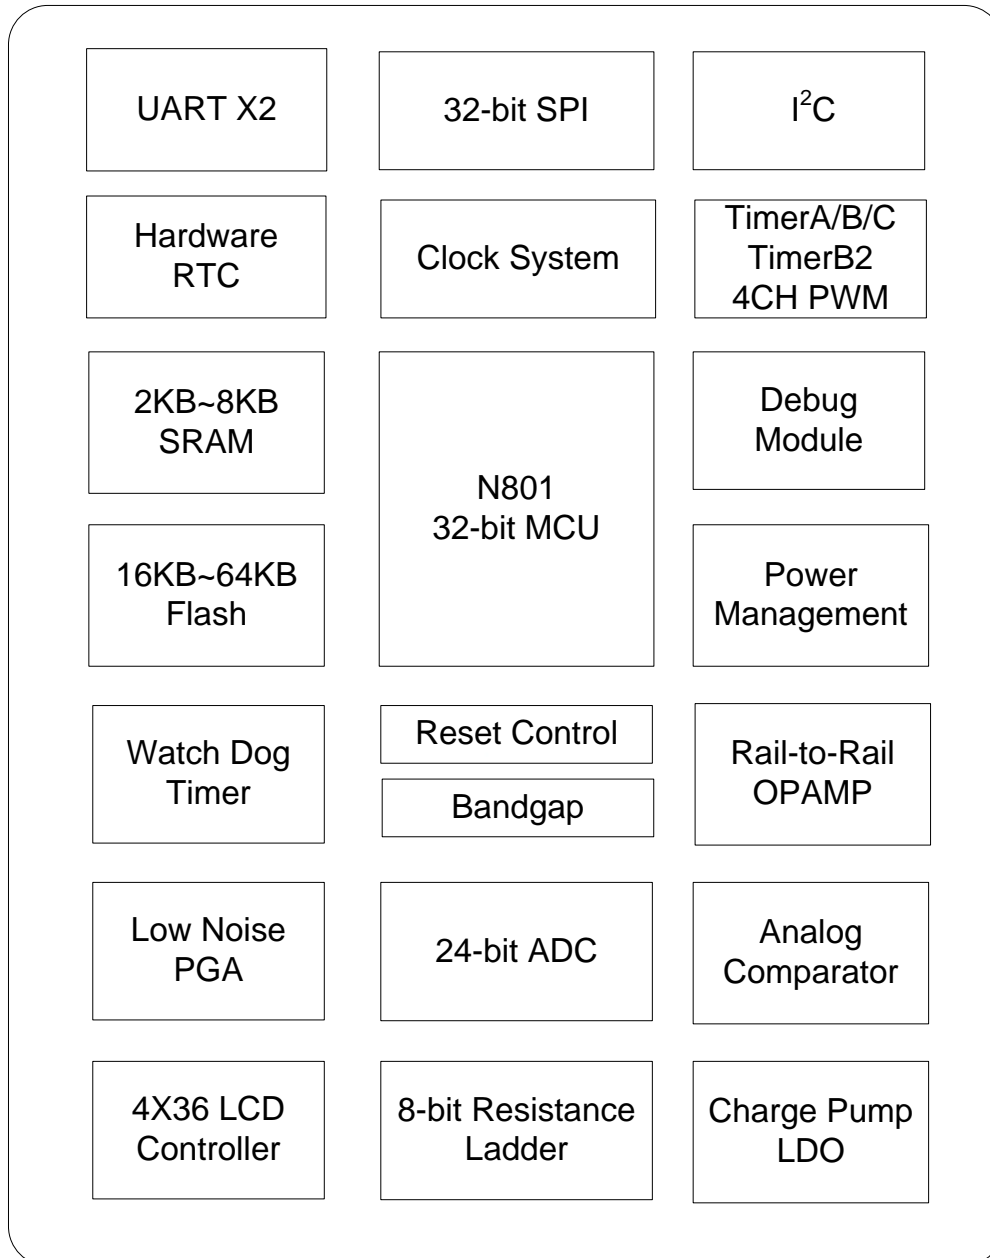 UART X2
32-bit SPI
I²C
Hardware
RTC
Clock System
TimerA/B/C
TimerB2
4CH PWM
2KB~8KB
SRAM
N801
32-bit MCU
Debug
Module
16KB~64KB
Flash
Power
Management
Watch Dog
Timer
Reset Control
Bandgap
Rail-to-Rail
OPAMP
Low Noise
PGA
24-bit ADC
Analog
Comparator
4X36 LCD
Controller
8-bit Resistance
Ladder
Charge Pump
LDO